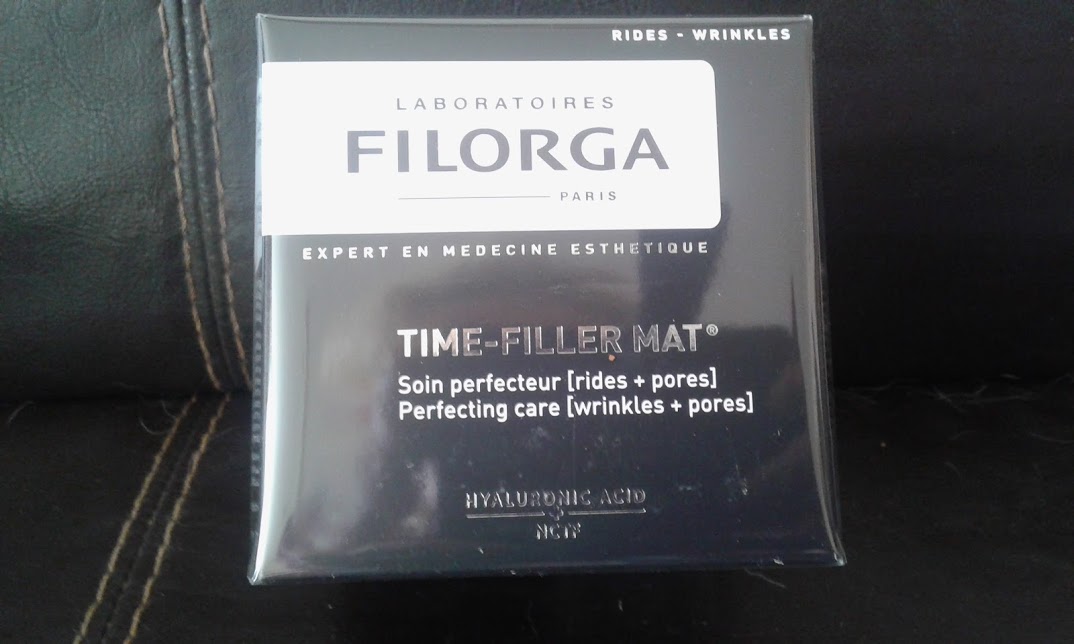 RIDES - WRINKLES
LABORATOIRES
FILORGA
PARIS
EXPERT EN MEDECINE ESTHETIQUE
TIME-FILLER MAT®
Soin perfecteur [rides + pores]
Perfecting care [wrinkles + pores]
HYALURONIC ACID
+
NCTF